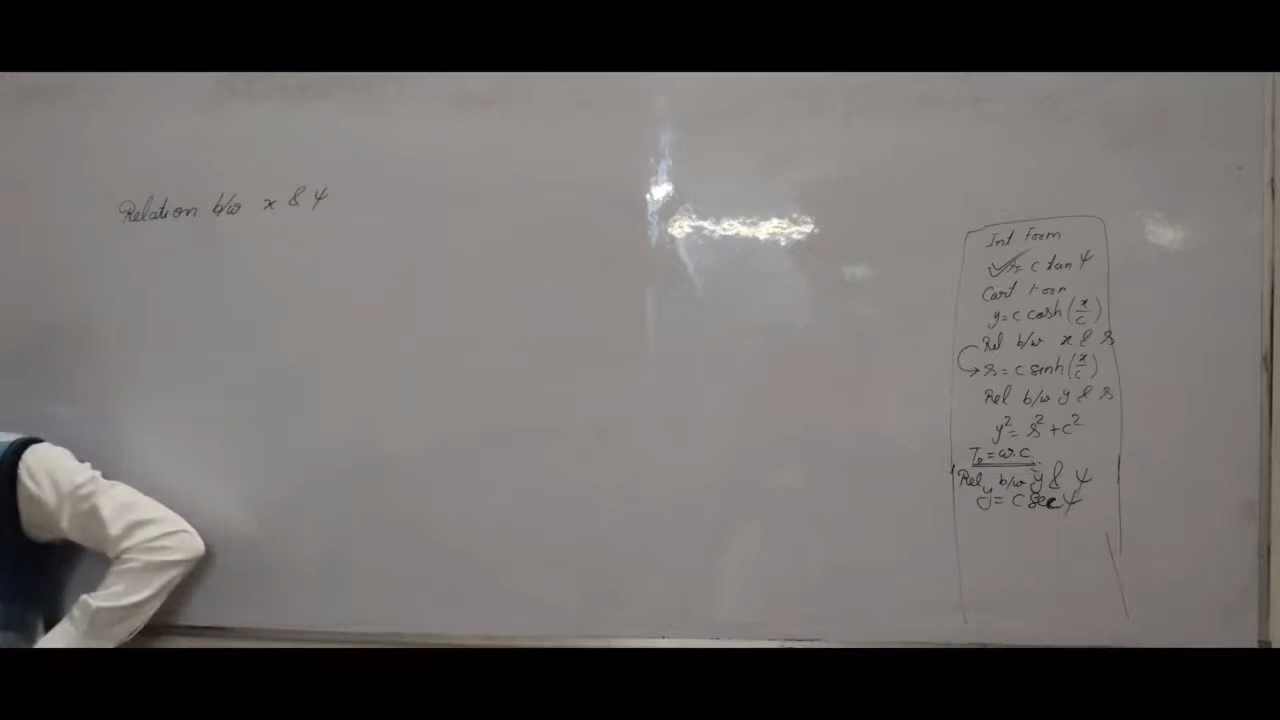 Relation b/w x & ψ
Int Form
s = c tan ψ
Cart Form
y = c cosh (x/c)
Rel b/w x & s
s = c sinh (x/c)
Rel b/w y & s
y² = s² + c²
T₀ = w.c.
Rel b/w y & ψ
y = c sec ψ